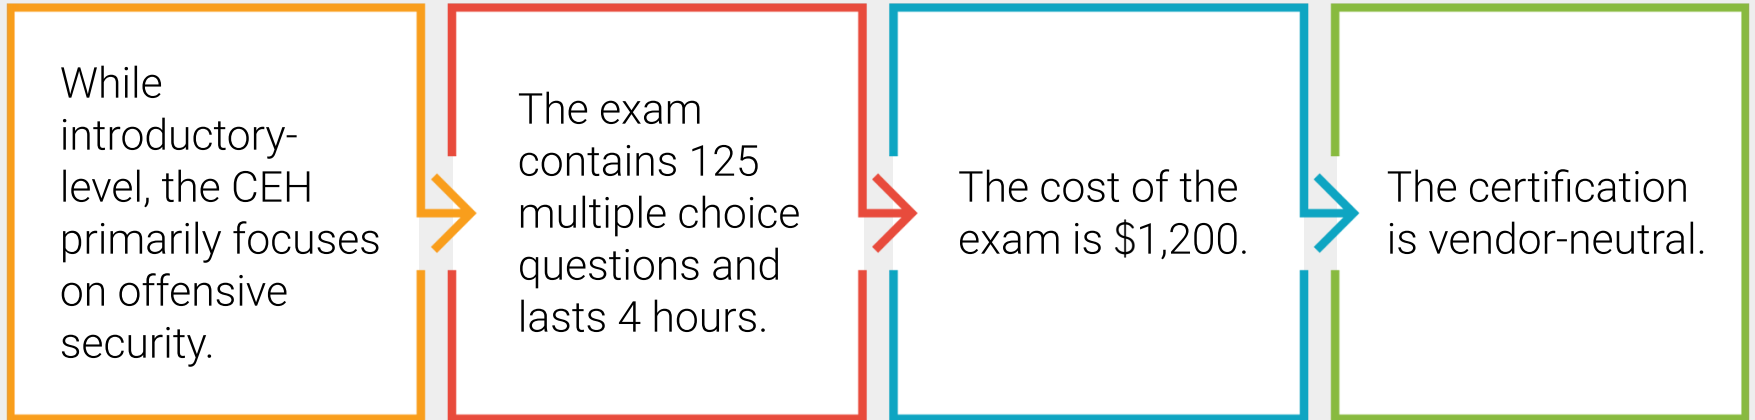 While
introductory-
level, the CEH
primarily focuses
on offensive
security.
The exam
contains 125
multiple choice
questions and
lasts 4 hours.
The cost of the
exam is $1,200.
The certification
is vendor-neutral.